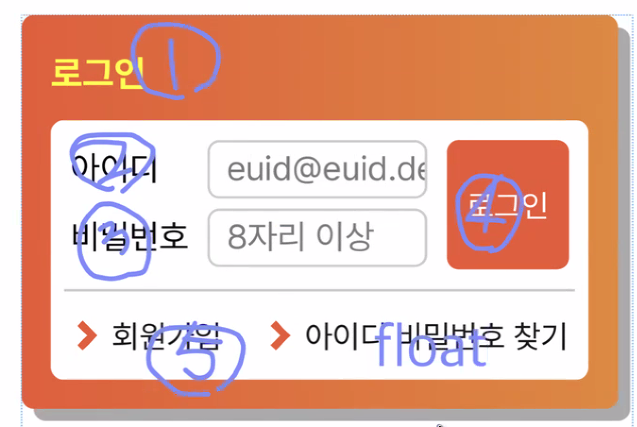 로그인 1
아이디 2 euid@euid.de
비밀번호 3 8자리 이상
로그인 4
회원가입 5 아이디 비밀번호 찾기 float